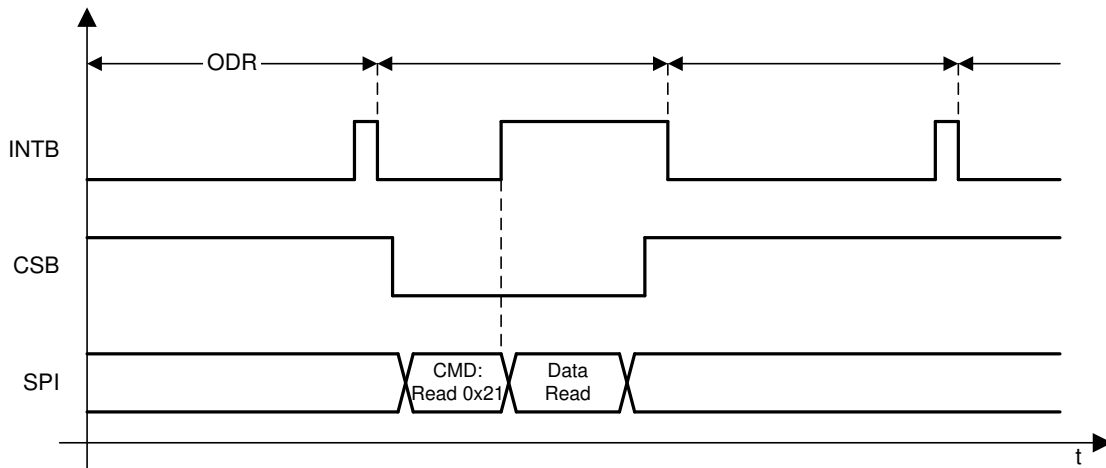 ODR
INTB
CSB
SPI
CMD:
Read 0x21
Data
Read
t